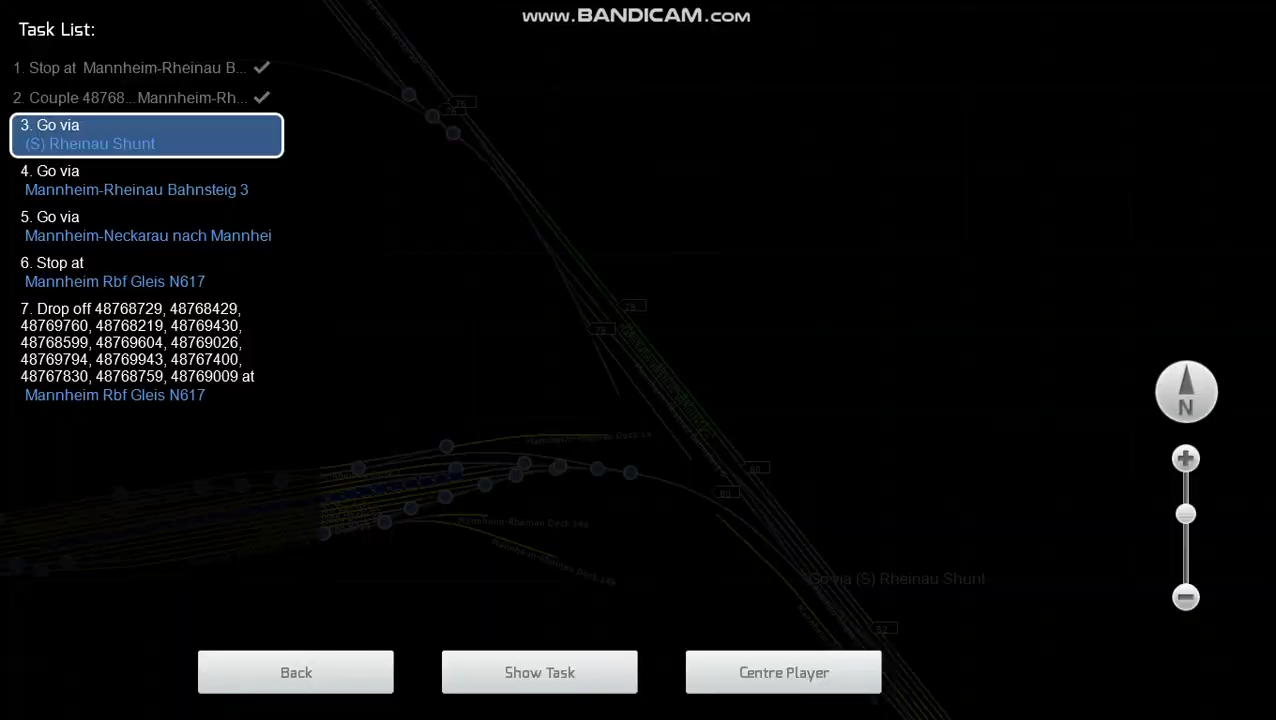 www.BANDICAM.com
Task List:
1. Stop at Mannheim-Rheinau B...
2. Couple 48768...Mannheim-Rh...
3. Go via
(S) Rheinau Shunt
4. Go via
Mannheim-Rheinau Bahnsteig 3
5. Go via
Mannheim-Neckarau nach Mannhei
6. Stop at
Mannheim Rbf Gleis N617
7. Drop off 48768729, 48768429,
48769760, 48768219, 48769430,
48768599, 48769604, 48769026,
48769794, 48769943, 48767400,
48767830, 48768759, 48769009 at
Mannheim Rbf Gleis N617
N
Go via (S) Rheinau Shunt
80
80
82
Back
Show Task
Centre Player